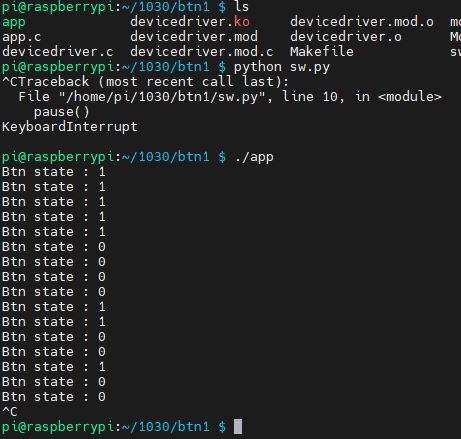 pi@raspberrypi:~/1030/btn1 $ ls
app devicedriver.ko devicedriver.mod.o
app.c devicedriver.mod devicedriver.o
devicedriver.c devicedriver.mod.c Makefile
pi@raspberrypi:~/1030/btn1 $ python sw.py
^CTraceback (most recent call last):
  File "/home/pi/1030/btn1/sw.py", line 10, in <module>
    pause()
KeyboardInterrupt
pi@raspberrypi:~/1030/btn1 $ ./app
Btn state : 1
Btn state : 1
Btn state : 1
Btn state : 1
Btn state : 1
Btn state : 0
Btn state : 0
Btn state : 0
Btn state : 0
Btn state : 1
Btn state : 1
Btn state : 0
Btn state : 0
Btn state : 1
Btn state : 0
Btn state : 0
^C
pi@raspberrypi:~/1030/btn1 $